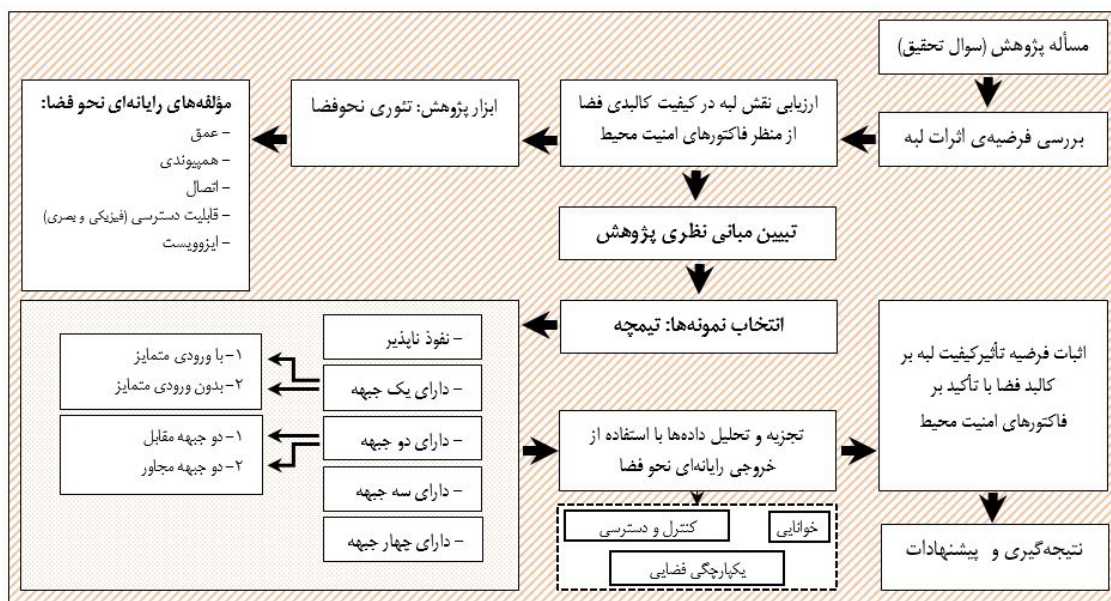 مسأله پژوهش (سوال تحقیق)
بررسی فرضیه‌ی اثرات لبه
ارزیابی نقش لبه در کیفیت کالبدی فضا
از منظر فاکتورهای امنیت محیط
ابزار پژوهش: تئوری نحوفضا
مؤلفه‌های رایانه‌ای نحو فضا:
- عمق
- همپیوندی
- اتصال
- قابلیت دسترسی (فیزیکی و بصری)
- ایزوویست
تبیین مبانی نظری پژوهش
انتخاب نمونه‌ها: تیمچه
- نفوذ ناپذیر
- دارای یک جبهه
۱- با ورودی متمایز
۲- بدون ورودی متمایز
- دارای دو جبهه
۱- دو جبهه مقابل
۲- دو جبهه مجاور
- دارای سه جبهه
- دارای چهار جبهه
تجزیه و تحلیل داده‌ها با استفاده از
خروجی رایانه‌ای نحو فضا
خوانایی
کنترل و دسترسی
یکپارچگی فضایی
اثبات فرضیه تأثیرکیفیت لبه بر
کالبد فضا با تأکید بر
فاکتورهای امنیت محیط
نتیجه‌گیری و پیشنهادات